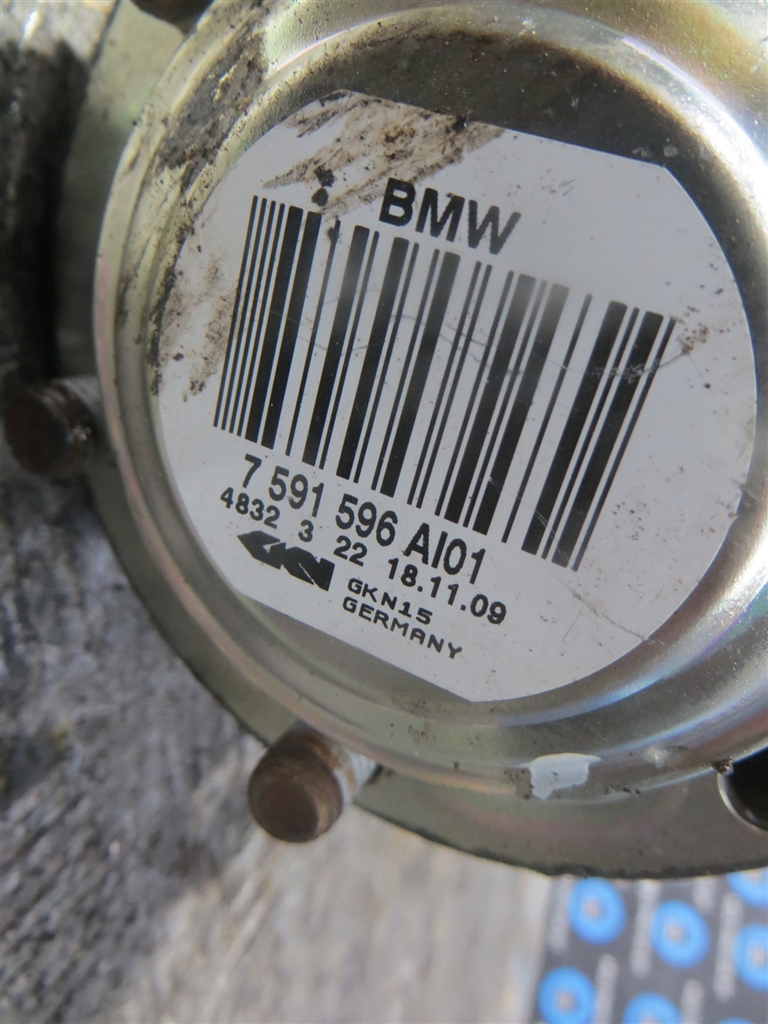 BMW
7 591 596 AI01
4832 3 22 18.11.09
GKN
GKN15
GERMANY